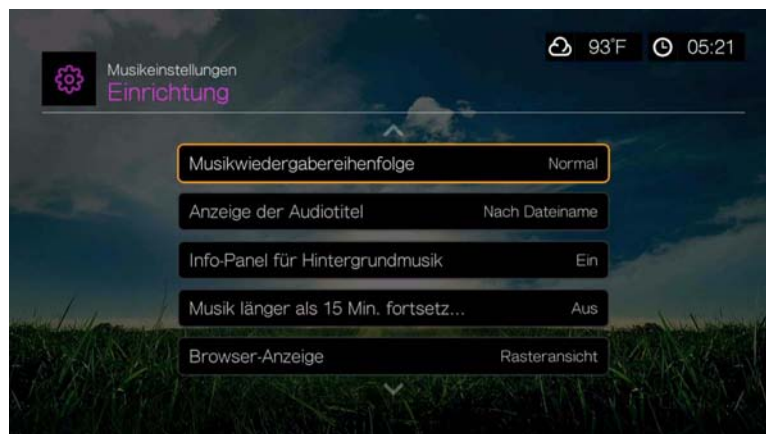 93°F 05:21
Musikeinstellungen
Einrichtung
Musikwiedergabereihenfolge Normal
Anzeige der Audiotitel Nach Dateiname
Info-Panel für Hintergrundmusik Ein
Musik länger als 15 Min. fortsetz... Aus
Browser-Anzeige Rasteransicht